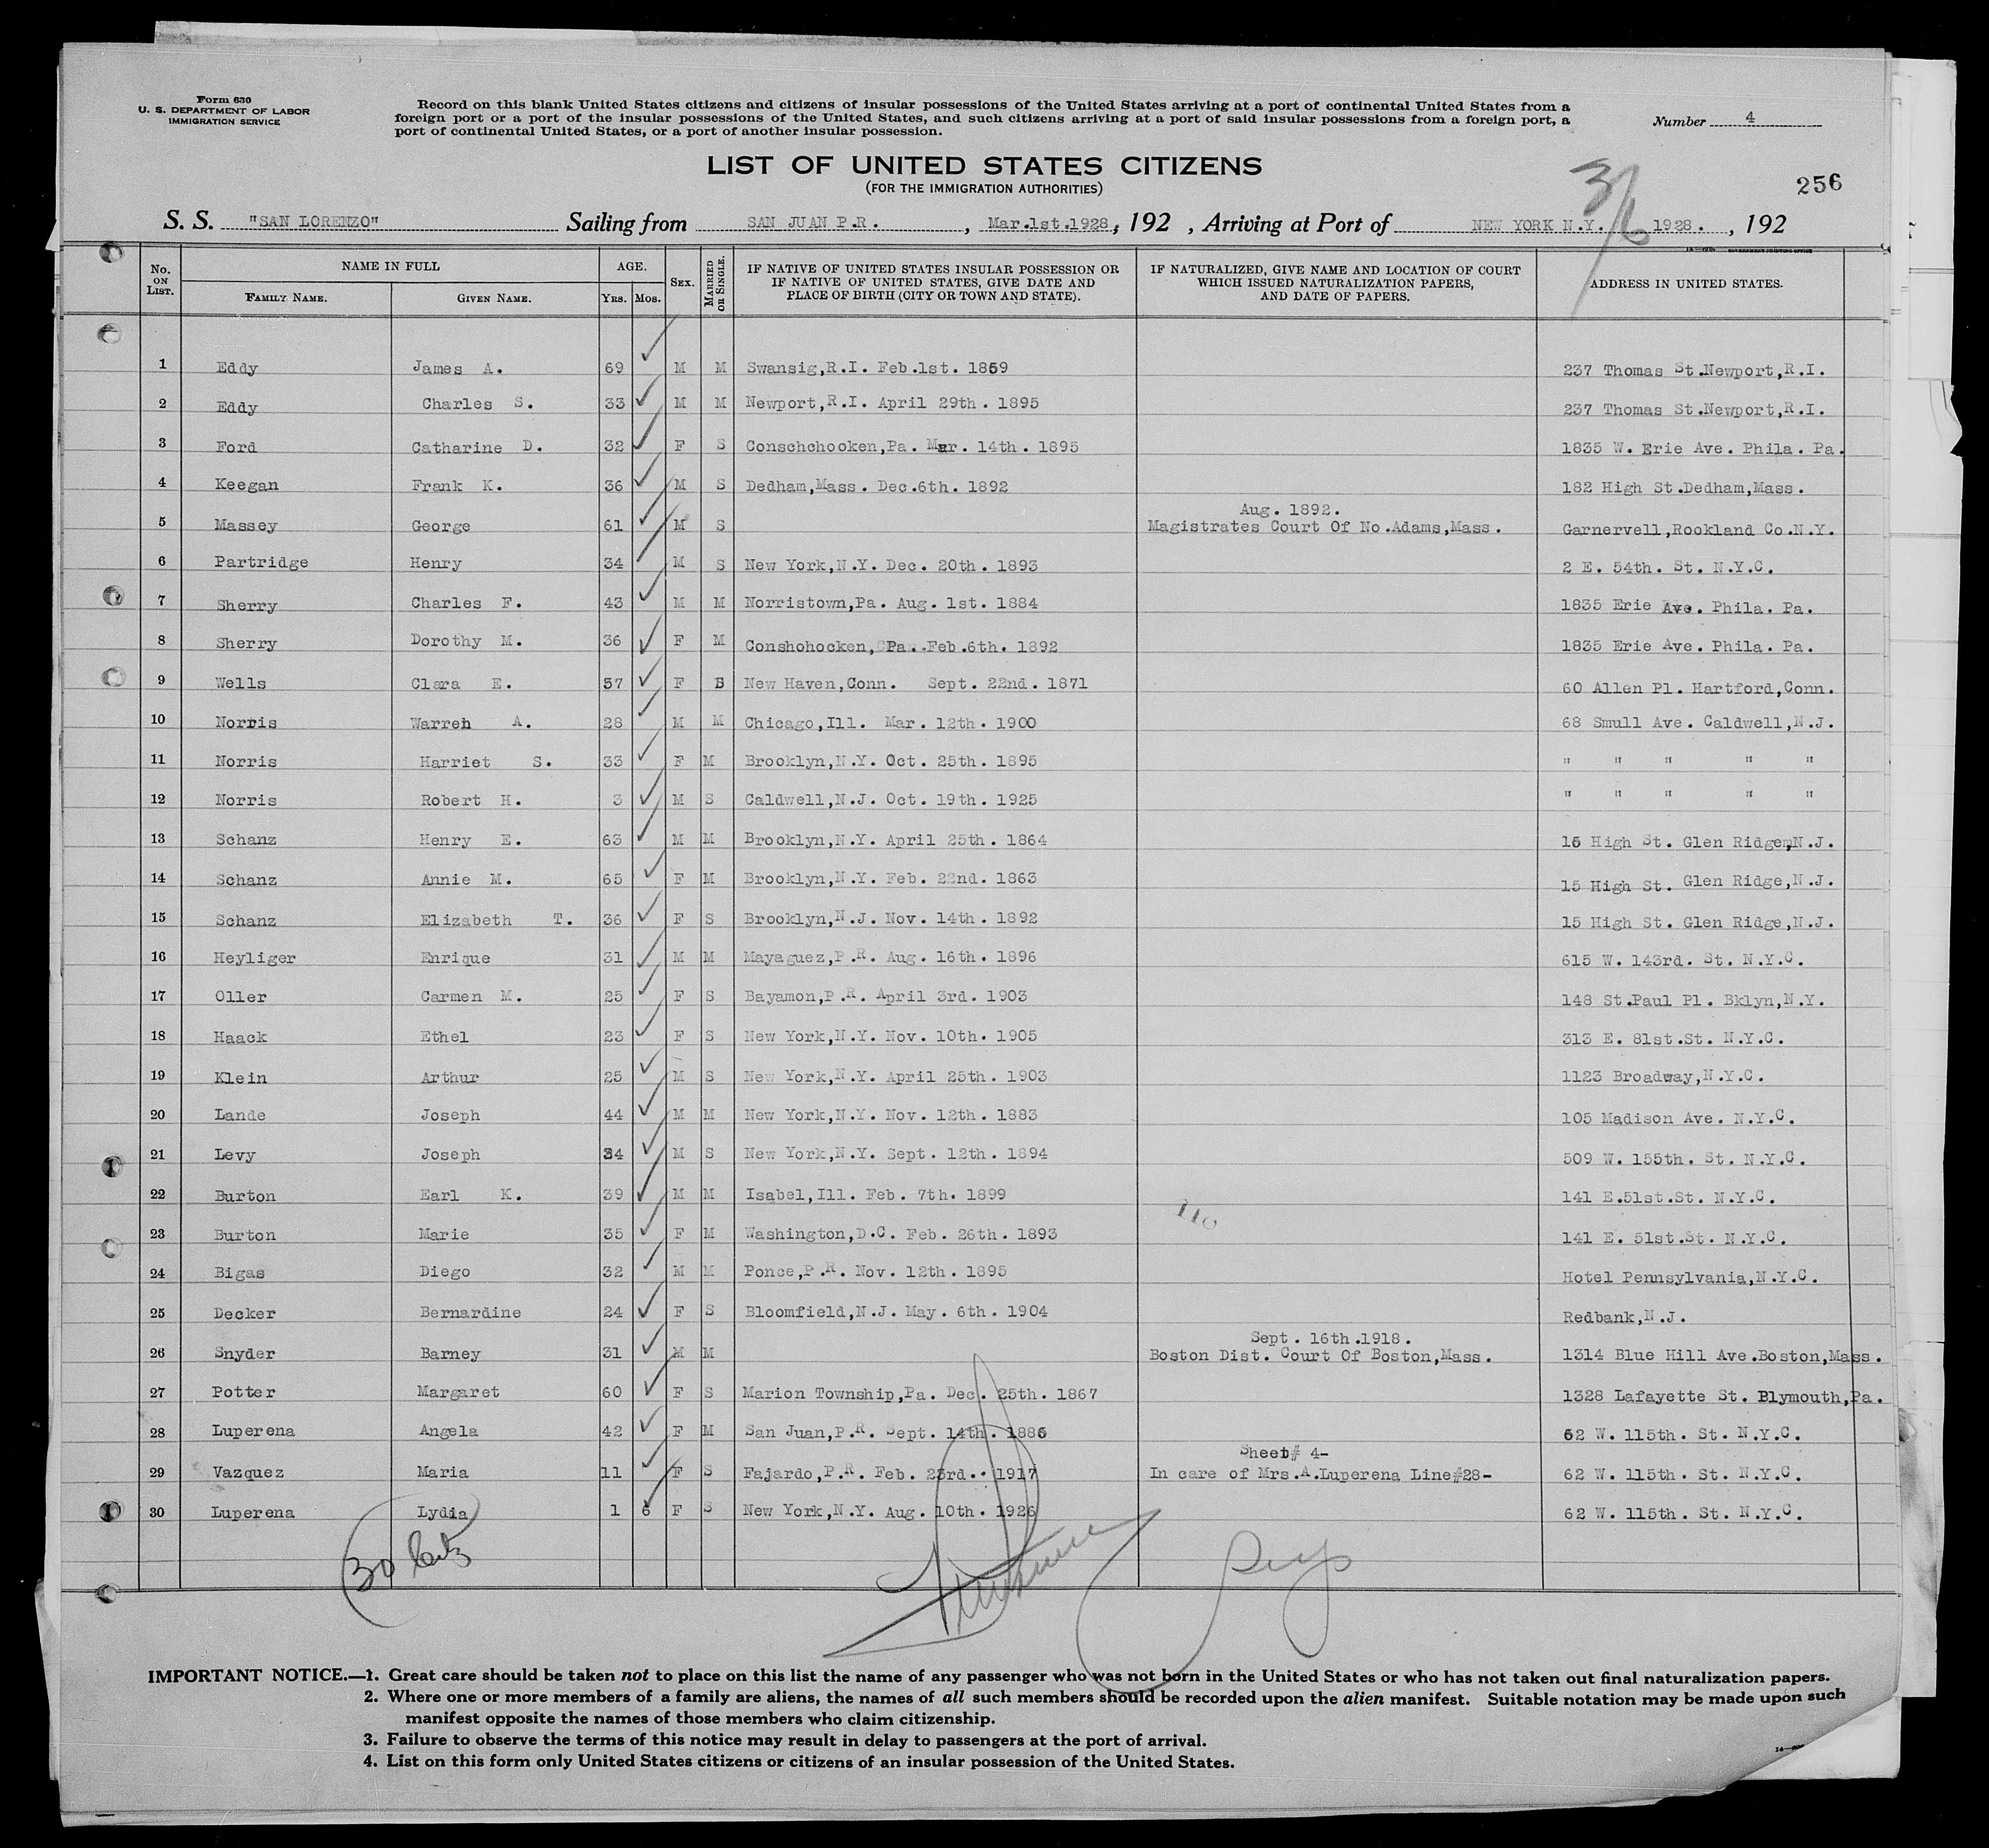 Form 630
U. S. DEPARTMENT OF LABOR
IMMIGRATION SERVICE
Record on this blank United States citizens and citizens of insular possessions of the United States arriving at a port of continental United States from a
foreign port or a port of the insular possessions of the United States, and such citizens arriving at a port of said insular possessions from a foreign port, a
port of continental United States, or a port of another insular possession.
Number 4
LIST OF UNITED STATES CITIZENS
(FOR THE IMMIGRATION AUTHORITIES)
3/6
256
S. S. "SAN LORENZO" Sailing from SAN JUAN P.R. , Mar.1st.1928, 192 , Arriving at Port of NEW YORK N.Y. 1928. , 192
No. ON LIST. NAME IN FULL FAMILY NAME. GIVEN NAME. AGE. YRS. MOS. SEX. MARRIED OR SINGLE. IF NATIVE OF UNITED STATES INSULAR POSSESSION OR IF NATIVE OF UNITED STATES, GIVE DATE AND PLACE OF BIRTH (CITY OR TOWN AND STATE). IF NATURALIZED, GIVE NAME AND LOCATION OF COURT WHICH ISSUED NATURALIZATION PAPERS, AND DATE OF PAPERS. ADDRESS IN UNITED STATES.
1 Eddy James A. 69 M M Swansig,R.I. Feb.1st. 1859 237 Thomas St.Newport,R.I.
2 Eddy Charles S. 33 M M Newport,R.I. April 29th. 1895 237 Thomas St.Newport,R.I.
3 Ford Catharine D. 32 F S Conschchooken,Pa. Mar. 14th. 1895 1835 W. Erie Ave. Phila. Pa.
4 Keegan Frank K. 36 M S Dedham,Mass. Dec.6th. 1892 182 High St.Dedham,Mass.
Aug. 1892.
5 Massey George 61 M S Magistrates Court Of No.Adams,Mass. Garnervell,Rookland Co.N.Y.
6 Partridge Henry 34 M S New York,N.Y. Dec. 20th. 1893 2 E. 54th. St. N.Y.C.
7 Sherry Charles F. 43 M M Norristown,Pa. Aug. 1st. 1884 1835 Erie Ave. Phila. Pa.
8 Sherry Dorothy M. 36 F M Conshohocken, Pa. Feb.6th. 1892 1835 Erie Ave. Phila. Pa.
9 Wells Clara E. 57 F S New Haven,Conn. Sept. 22nd. 1871 60 Allen Pl. Hartford,Conn.
10 Norris Warren A. 28 M M Chicago,Ill. Mar. 12th. 1900 68 Smull Ave. Caldwell,N.J.
11 Norris Harriet S. 33 F M Brooklyn,N.Y. Oct. 25th. 1895 " " " " "
12 Norris Robert H. 3 M S Caldwell,N.J. Oct. 19th. 1925 " " " " "
13 Schanz Henry E. 63 M M Brooklyn,N.Y. April 25th. 1864 15 High St. Glen Ridge,N.J.
14 Schanz Annie M. 65 F M Brooklyn,N.Y. Feb. 22nd. 1863 15 High St. Glen Ridge,N.J.
15 Schanz Elizabeth T. 36 F S Brooklyn,N.J. Nov. 14th. 1892 15 High St. Glen Ridge,N.J.
16 Heyliger Enrique 31 M M Mayaguez,P.R. Aug. 16th. 1896 615 W. 143rd. St. N.Y.C.
17 Oller Carmen M. 25 F S Bayamon,P.R. April 3rd. 1903 148 St.Paul Pl. Bklyn,N.Y.
18 Haack Ethel 23 F S New York,N.Y. Nov. 10th. 1905 313 E. 81st.St. N.Y.C.
19 Klein Arthur 25 M S New York,N.Y. April 25th. 1903 1123 Broadway,N.Y.C.
20 Lande Joseph 44 M M New York,N.Y. Nov. 12th. 1883 105 Madison Ave. N.Y.C.
21 Levy Joseph 34 M S New York,N.Y. Sept. 12th. 1894 509 W. 155th. St. N.Y.C.
22 Burton Earl K. 39 M M Isabel,Ill. Feb. 7th. 1899 141 E.51st.St. N.Y.C.
110
23 Burton Marie 35 F M Washington,D.C. Feb. 26th. 1893 141 E. 51st.St. N.Y.C.
24 Bigas Diego 32 M M Ponce,P.R. Nov. 12th. 1895 Hotel Pennsylvania,N.Y.C.
25 Decker Bernardine 24 F S Bloomfield,N.J. May. 6th. 1904 Redbank,N.J.
Sept. 16th.1918.
26 Snyder Barney 31 M M Boston Dist. Court Of Boston,Mass. 1314 Blue Hill Ave.Boston,Mass.
27 Potter Margaret 60 F S Marion Township,Pa. Dec. 25th. 1867 1328 Lafayette St. Plymouth,Pa.
28 Luperena Angela 42 F M San Juan,P.R. Sept. 14th. 1886 62 W. 115th. St. N.Y.C.
Sheet# 4-
29 Vazquez Maria 11 F S Fajardo,P.R. Feb. 23rd. 1917 In care of Mrs.A.Luperena Line#28- 62 W. 115th. St. N.Y.C.
30 Luperena Lydia 1 6 F S New York,N.Y. Aug. 10th. 1926 62 W. 115th. St. N.Y.C.
30
IMPORTANT NOTICE.—1. Great care should be taken not to place on this list the name of any passenger who was not born in the United States or who has not taken out final naturalization papers.
2. Where one or more members of a family are aliens, the names of all such members should be recorded upon the alien manifest. Suitable notation may be made upon such
manifest opposite the names of those members who claim citizenship.
3. Failure to observe the terms of this notice may result in delay to passengers at the port of arrival.
4. List on this form only United States citizens or citizens of an insular possession of the United States.